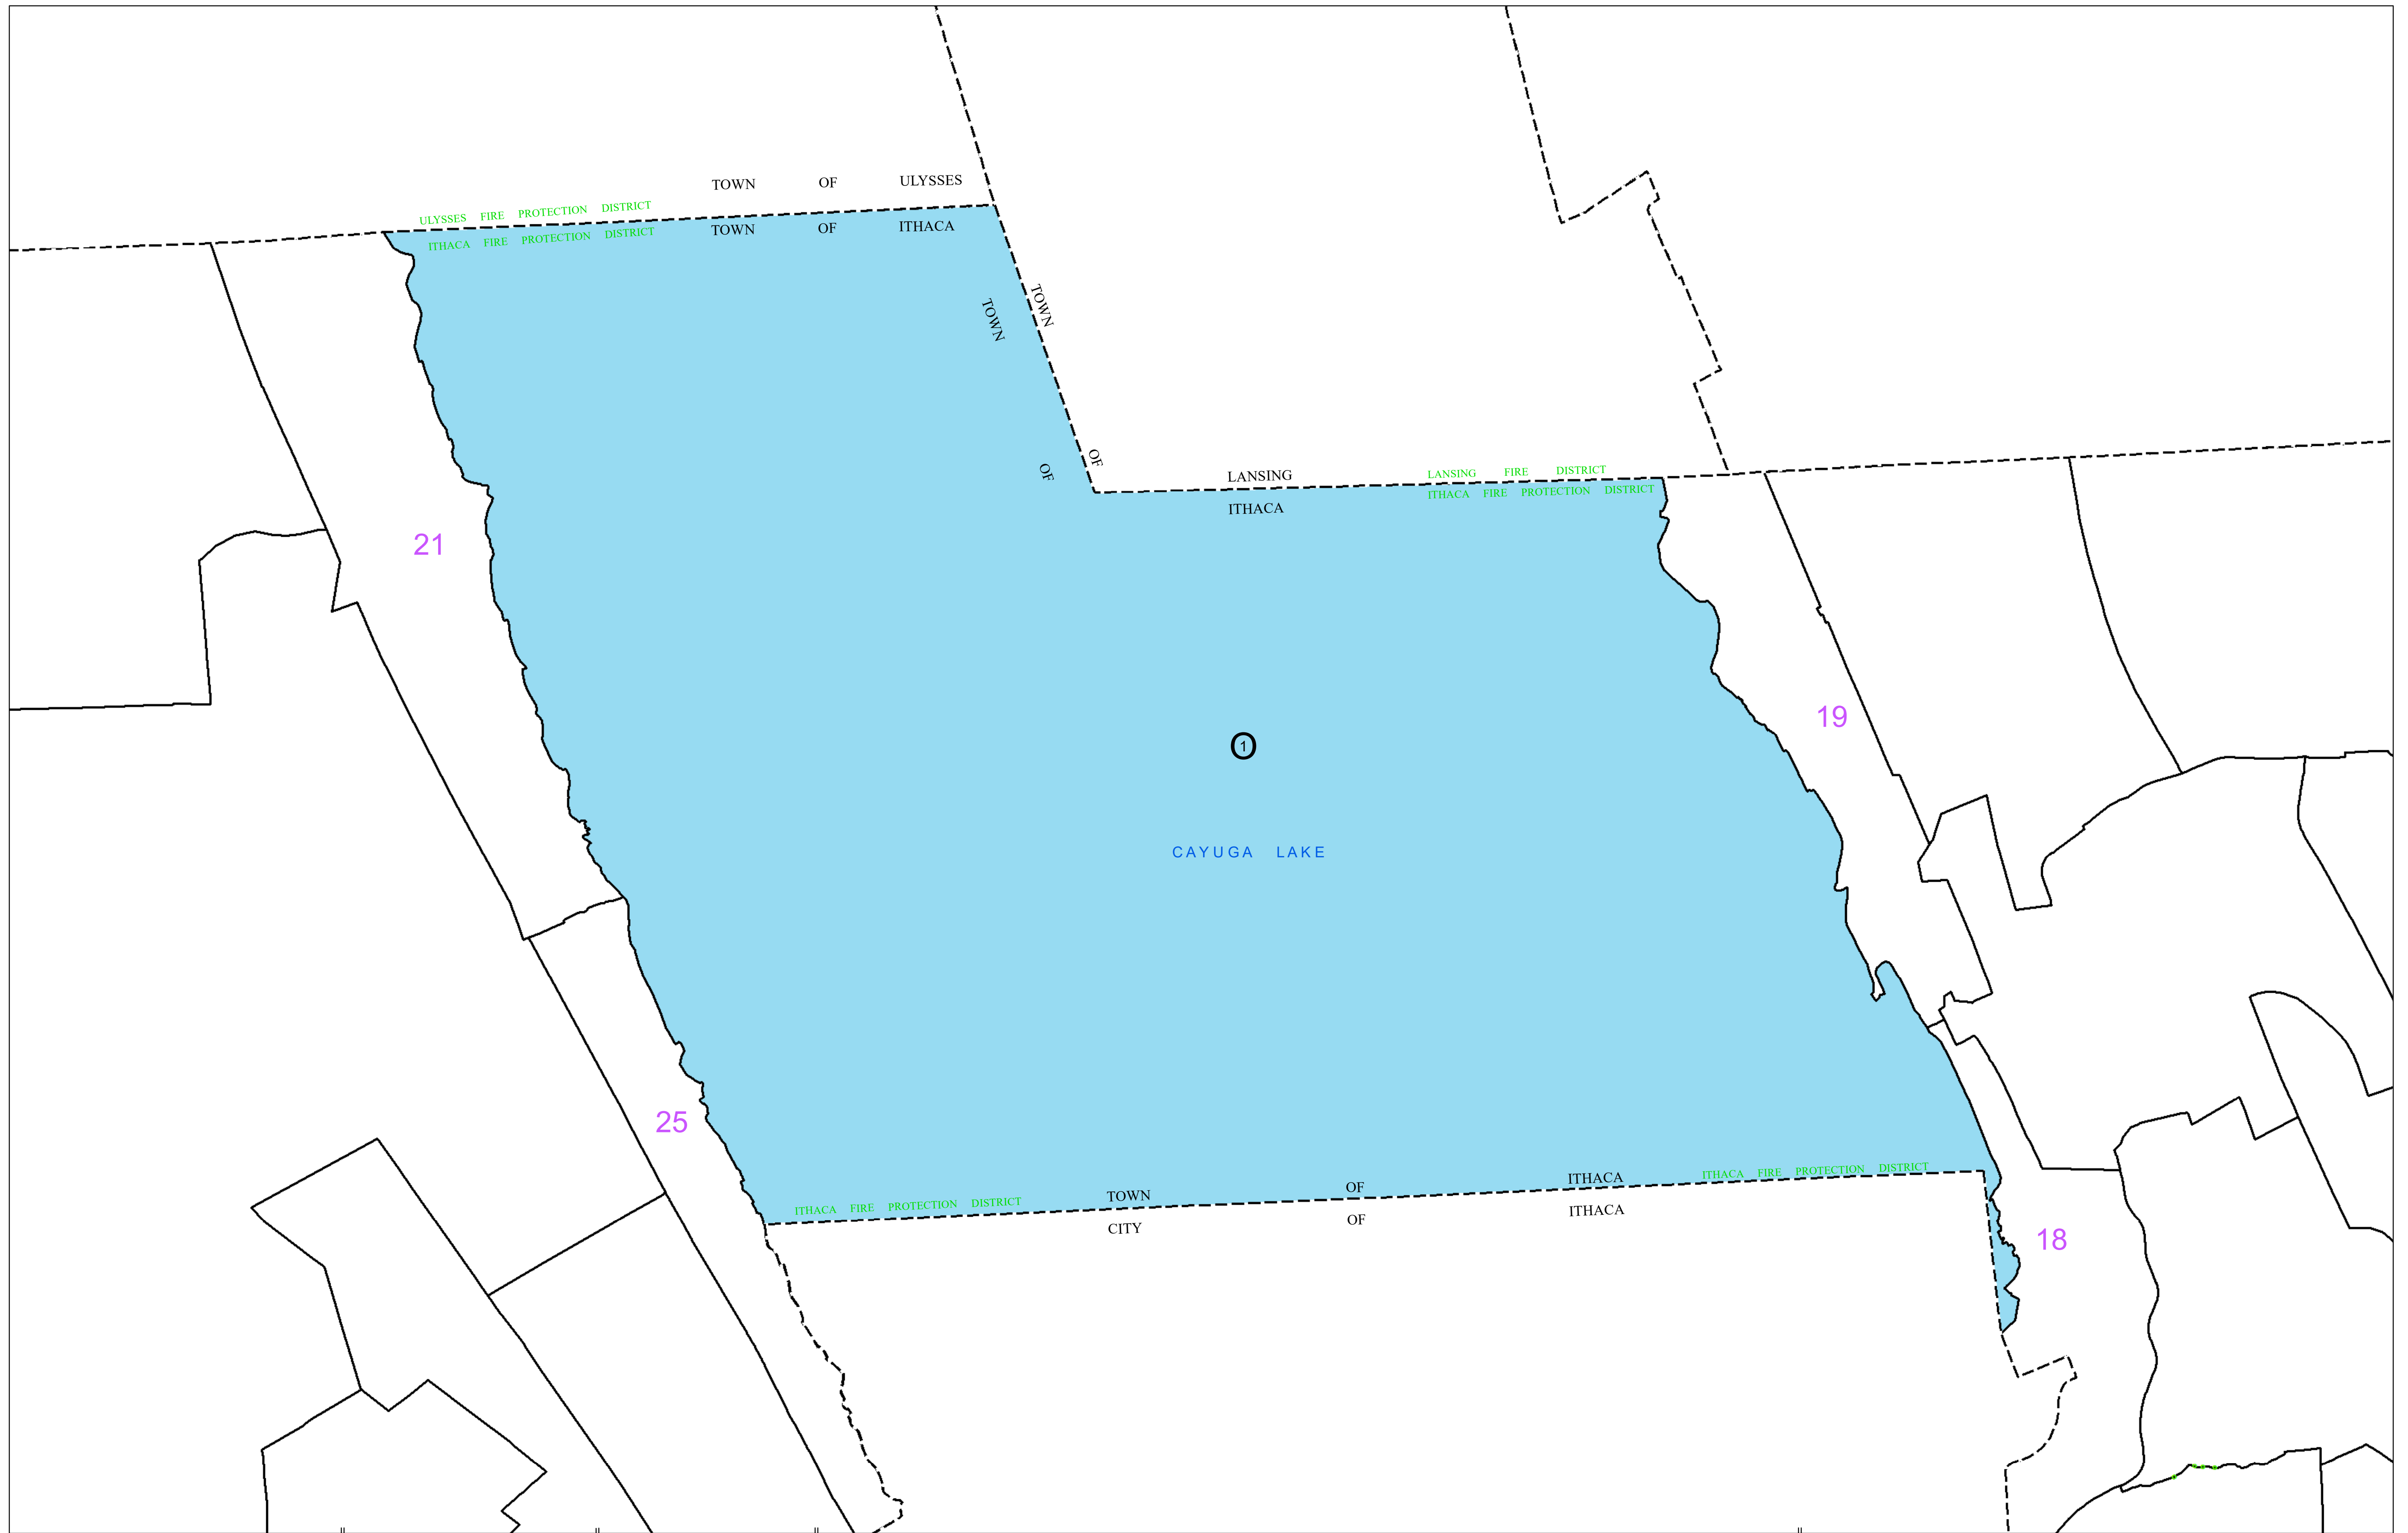 TOWN OF ULYSSES
ULYSSES FIRE PROTECTION DISTRICT
ITHACA FIRE PROTECTION DISTRICT
TOWN OF ITHACA
TOWN OF LANSING
TOWN OF ITHACA
LANSING FIRE DISTRICT
ITHACA FIRE PROTECTION DISTRICT
21
19
1
CAYUGA LAKE
25
ITHACA FIRE PROTECTION DISTRICT
TOWN OF ITHACA
ITHACA FIRE PROTECTION DISTRICT
CITY OF ITHACA
18